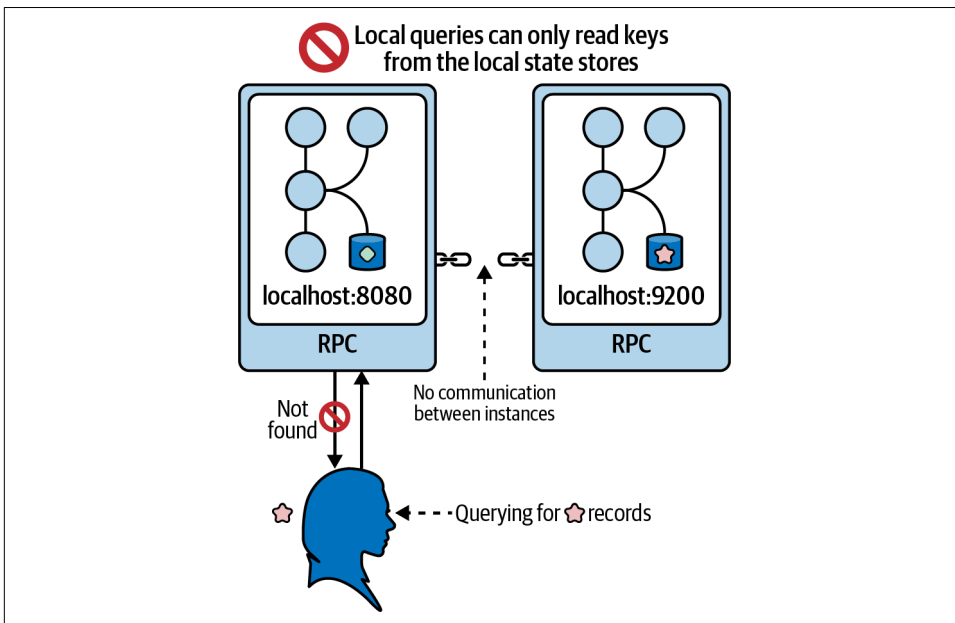 Local queries can only read keys
from the local state stores
localhost:8080
localhost:9200
RPC
RPC
No communication
between instances
Not
found
Querying for records